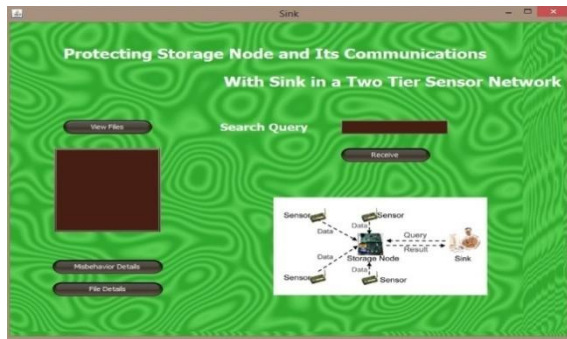 Sink
Protecting Storage Node and Its Communications
With Sink in a Two Tier Sensor Network
View Files
Search Query
Receive
Misbehavior Details
File Details
Sensor
Sensor
Data
Data
Query
Result
Storage Node
Sink
Data
Data
Sensor
Sensor